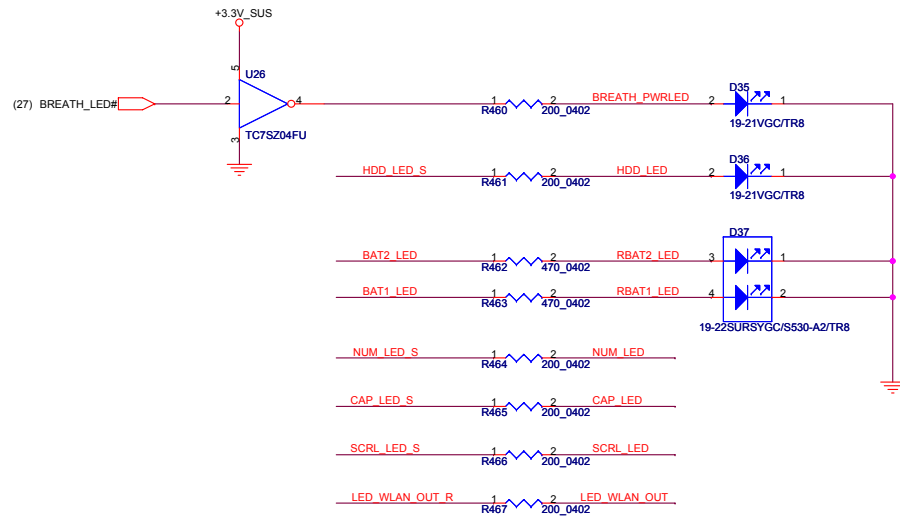 +3.3V_SUS
5
U26
(27) BREATH_LED#
2
4
3
TC7SZ04FU
1
2
BREATH_PWRLED
R460
200_0402
2
D35
1
19-21VGC/TR8
HDD_LED_S
1
2
HDD_LED
R461
200_0402
2
D36
1
19-21VGC/TR8
D37
BAT2_LED
1
2
RBAT2_LED
3
1
R462
470_0402
BAT1_LED
1
2
RBAT1_LED
4
2
R463
470_0402
19-22SURSYGC/S530-A2/TR8
NUM_LED_S
1
2
NUM_LED
R464
200_0402
CAP_LED_S
1
2
CAP_LED
R465
200_0402
SCRL_LED_S
1
2
SCRL_LED
R466
200_0402
LED_WLAN_OUT_R
1
2
LED_WLAN_OUT
R467
200_0402